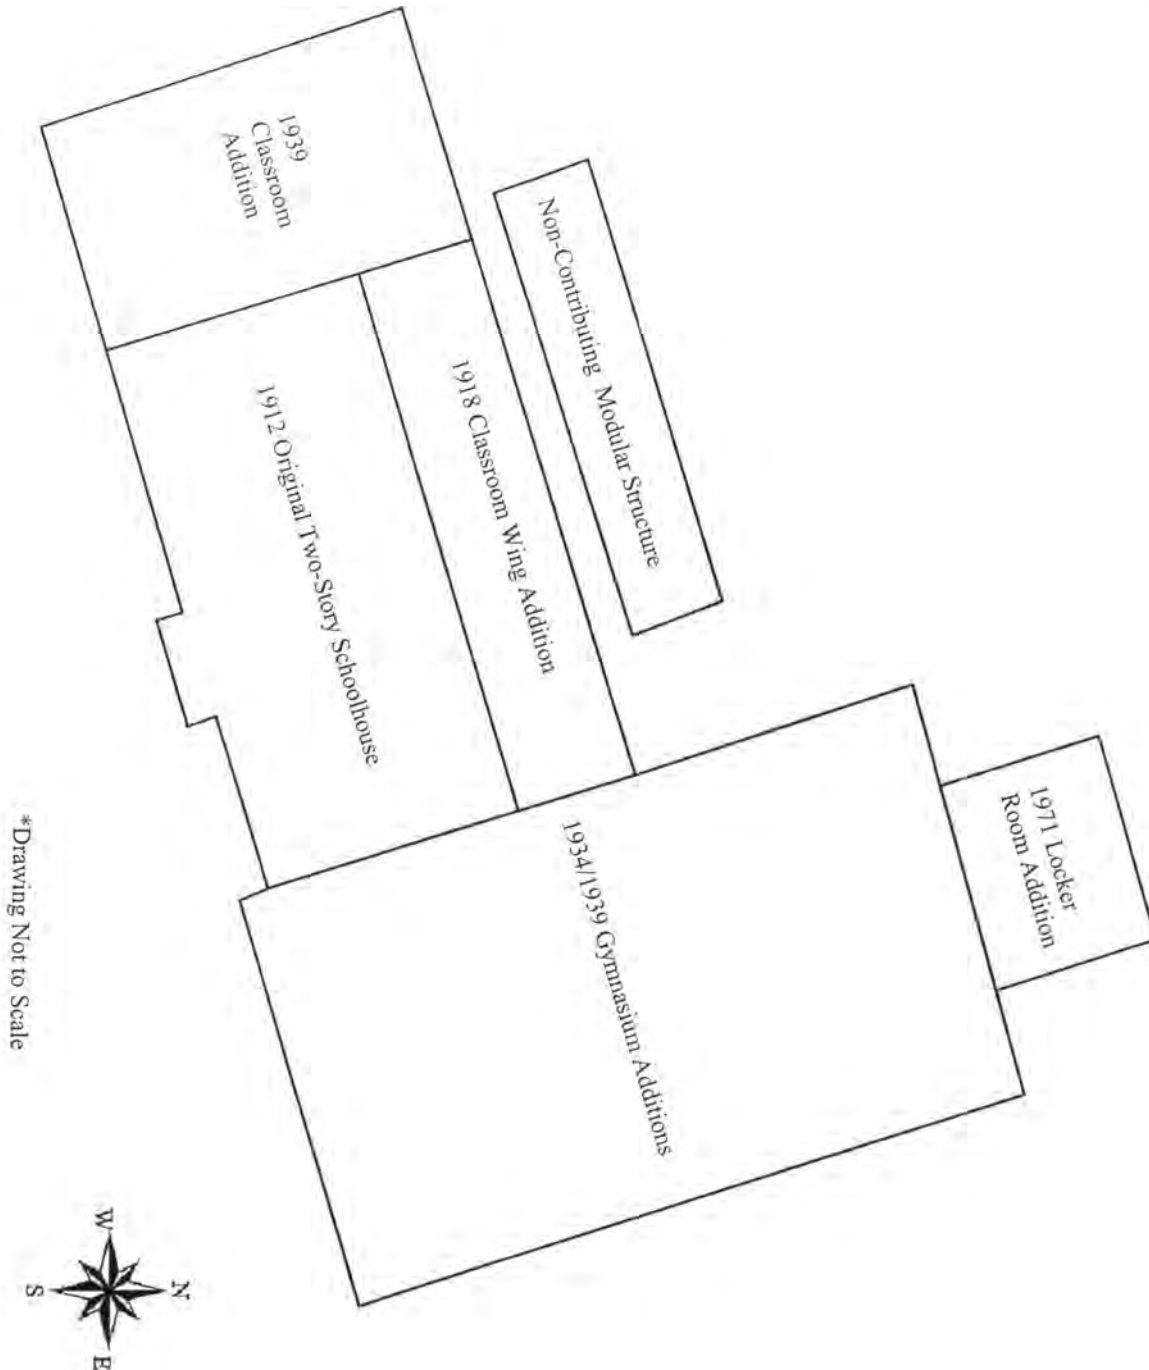 1939
Classroom
Addition
Non-Contributing Modular Structure
1918 Classroom Wing Addition
1912 Original Two-Story Schoolhouse
1971 Locker
Room Addition
1934/1939 Gymnasium Additions
*Drawing Not to Scale
N
W
E
S